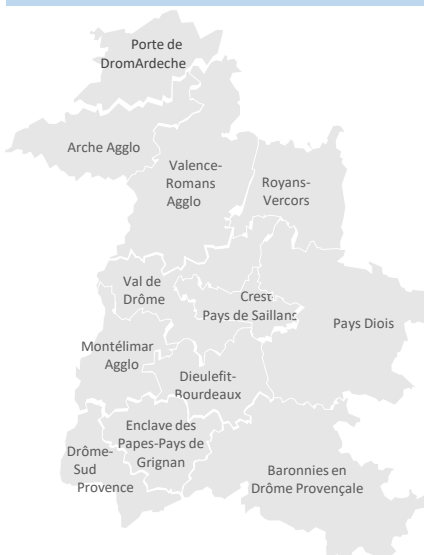 Porte de
DromArdeche
Arche Agglo
Valence-
Romans
Agglo
Royans-
Vercors
Val de
Drôme
Crest
Pays de Saillans
Pays Diois
Montélimar
Agglo
Dieulefit-
Bourdeaux
Enclave des
Papes-Pays de
Grignan
Drôme-
Sud
Provence
Baronnies en
Drôme Provençale